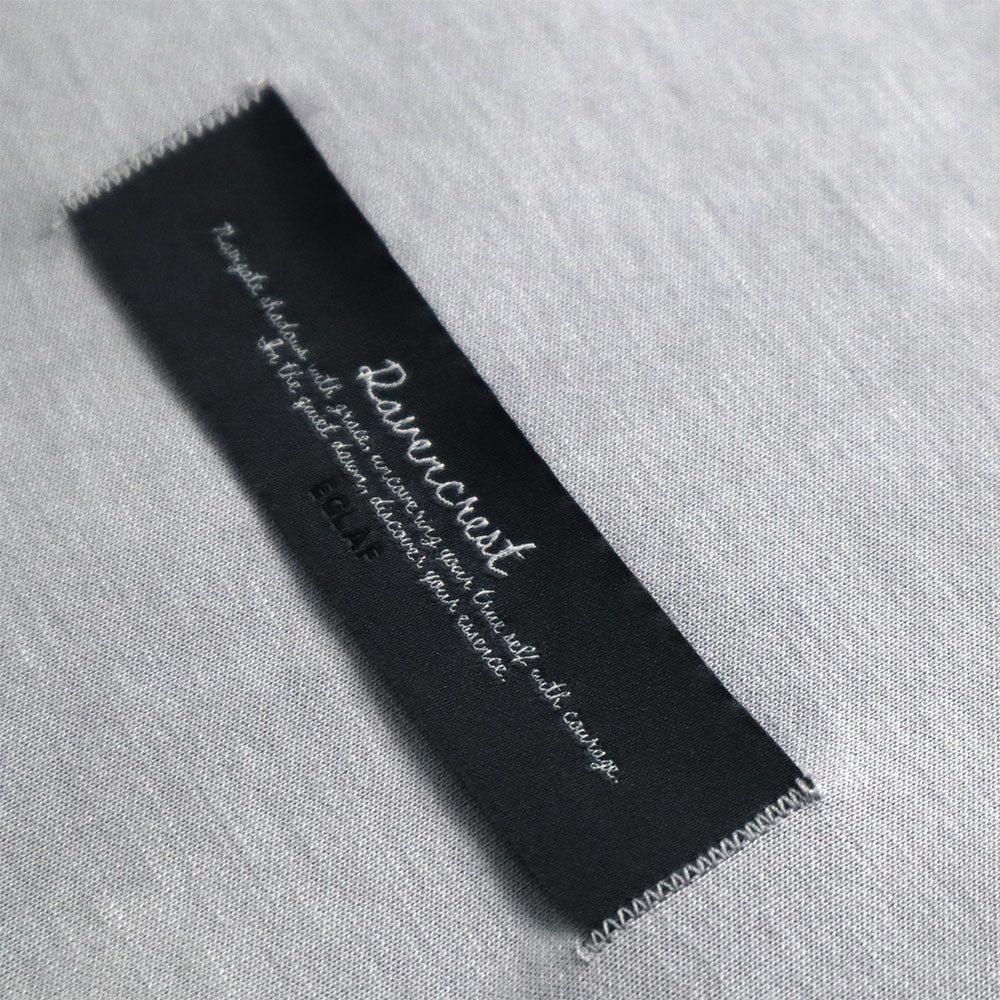 Ravencrest
Navigate shadows with grace, uncovering your true self with courage.
In the quiet dawn, discover your essence.
EGLAF